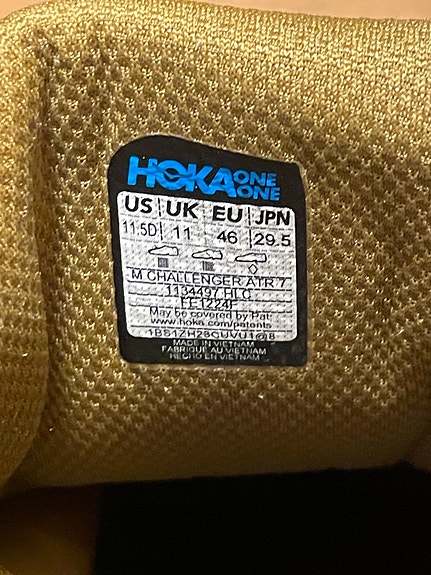 HOKA ONE ONE
US UK EU JPN
11.5D 11 46 29.5
M CHALLENGER ATR 7
1134497 HLC
FF1224F
May be covered by Pat:
www.hoka.com/patents
MADE IN VIETNAM
FABRIQUÉ AU VIETNAM
HECHO EN VIETNAM